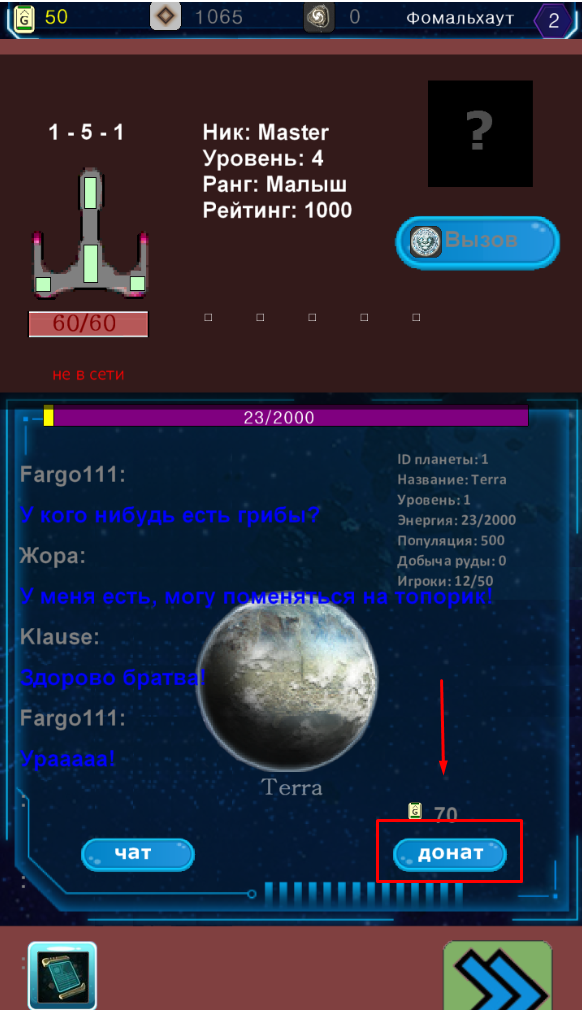 50 1065 0 Фомальхаут 2
1 - 5 - 1
Ник: Master
Уровень: 4
Ранг: Малыш
Рейтинг: 1000
?
Вызов
60/60
не в сети
23/2000
ID планеты: 1
Название: Terra
Уровень: 1
Энергия: 23/2000
Популяция: 500
Добыча руды: 0
Игроки: 12/50
Fargo111:
У кого нибудь есть грибы?
Жора:
У меня есть, могу поменяться на топорик!
Klause:
Здорово братва!
Fargo111:
Урааааа!
Terra
:
G 70
чат
донат
:
: